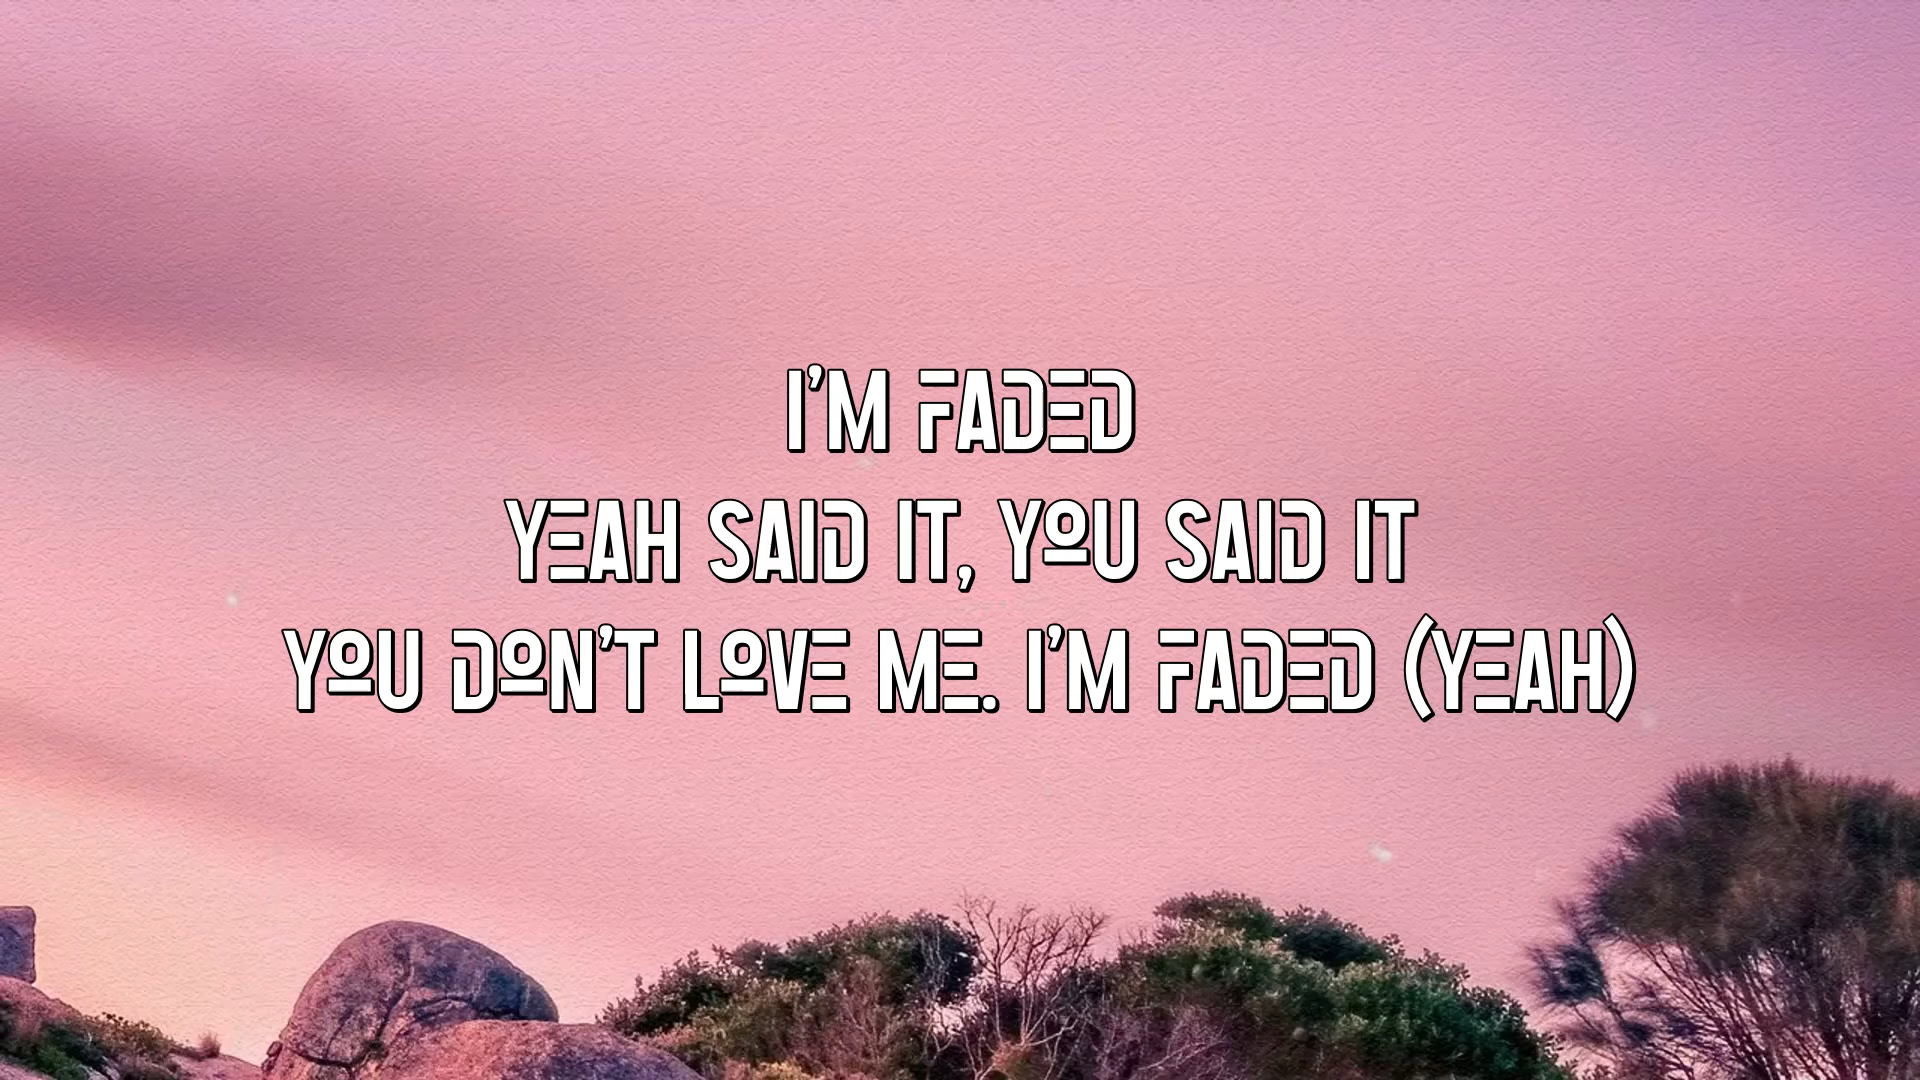 I'M FADED
YEAH SAID IT, YOU SAID IT
YOU DON'T LOVE ME. I'M FADED (YEAH)